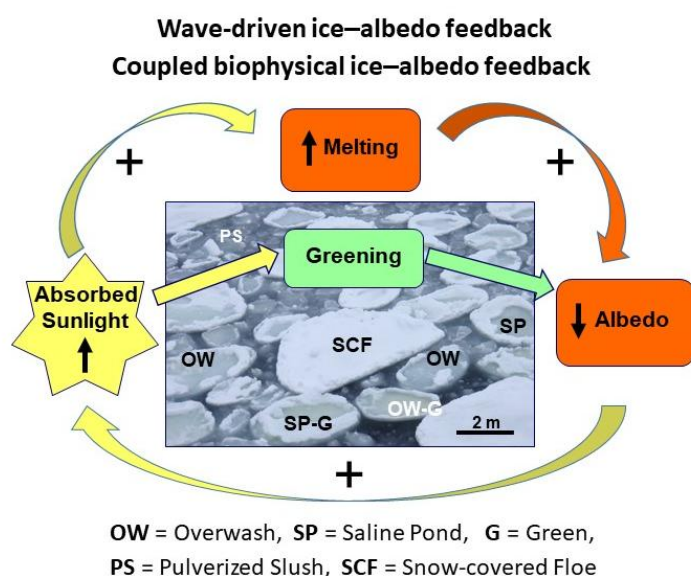 Wave-driven ice–albedo feedback
Coupled biophysical ice–albedo feedback
+
↑ Melting
+
PS
Greening
Absorbed
Sunlight
↑
↓ Albedo
SP
OW
SCF
OW
OW-G
SP-G
2 m
+
OW = Overwash, SP = Saline Pond, G = Green,
PS = Pulverized Slush, SCF = Snow-covered Floe